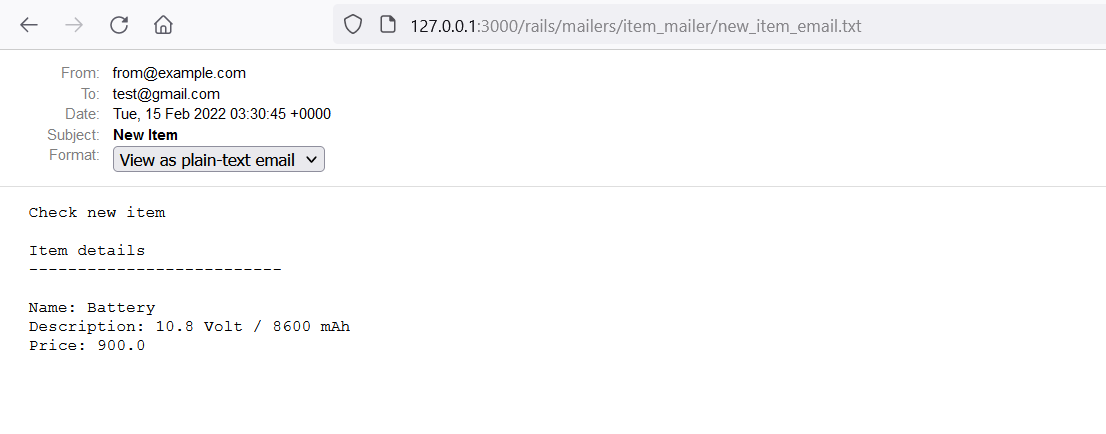 127.0.0.1:3000/rails/mailers/item_mailer/new_item_email.txt
From: from@example.com
To: test@gmail.com
Date: Tue, 15 Feb 2022 03:30:45 +0000
Subject: New Item
Format: View as plain-text email
Check new item
Item details
--------------------------
Name: Battery
Description: 10.8 Volt / 8600 mAh
Price: 900.0